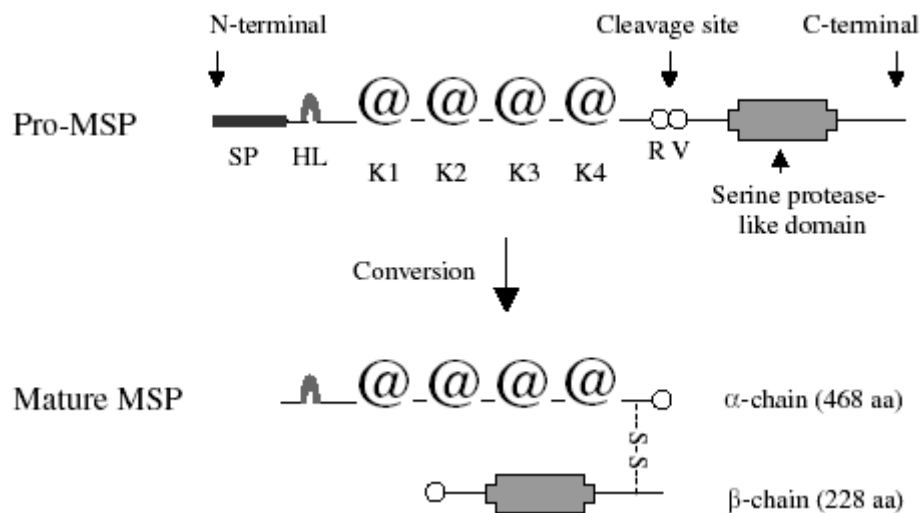 N-terminal Cleavage site C-terminal
Pro-MSP @ @ @ @
SP HL K1 K2 K3 K4 R V
Serine protease-
like domain
Conversion
Mature MSP @ @ @ @ α-chain (468 aa)
S
S
β-chain (228 aa)